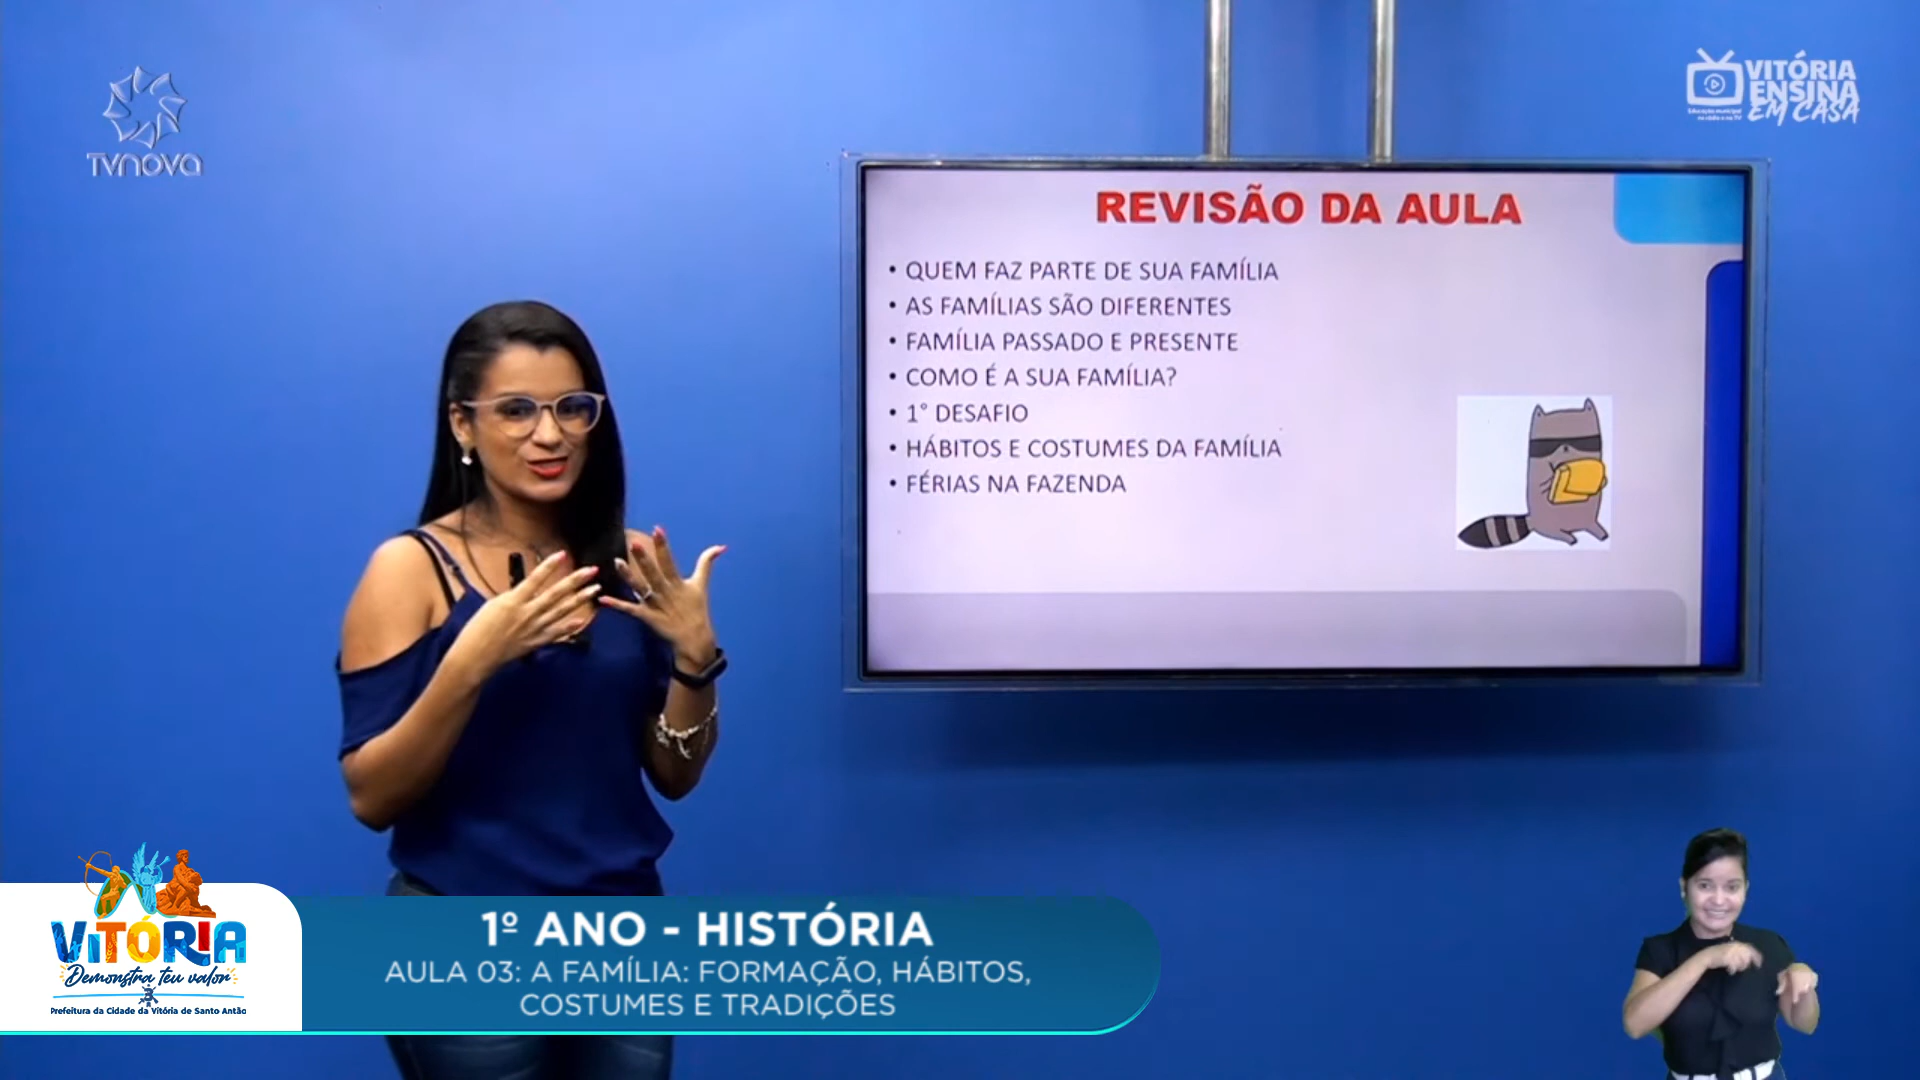 TVNOVA
VITÓRIA
ENSINA
EM CASA
REVISÃO DA AULA
• QUEM FAZ PARTE DE SUA FAMÍLIA
• AS FAMÍLIAS SÃO DIFERENTES
• FAMÍLIA PASSADO E PRESENTE
• COMO É A SUA FAMÍLIA?
• 1° DESAFIO
• HÁBITOS E COSTUMES DA FAMÍLIA
• FÉRIAS NA FAZENDA
VITÓRIA
Demonstra teu valor
Prefeitura da Cidade da Vitória de Santo Antão
1º ANO - HISTÓRIA
AULA 03: A FAMÍLIA: FORMAÇÃO, HÁBITOS,
COSTUMES E TRADIÇÕES